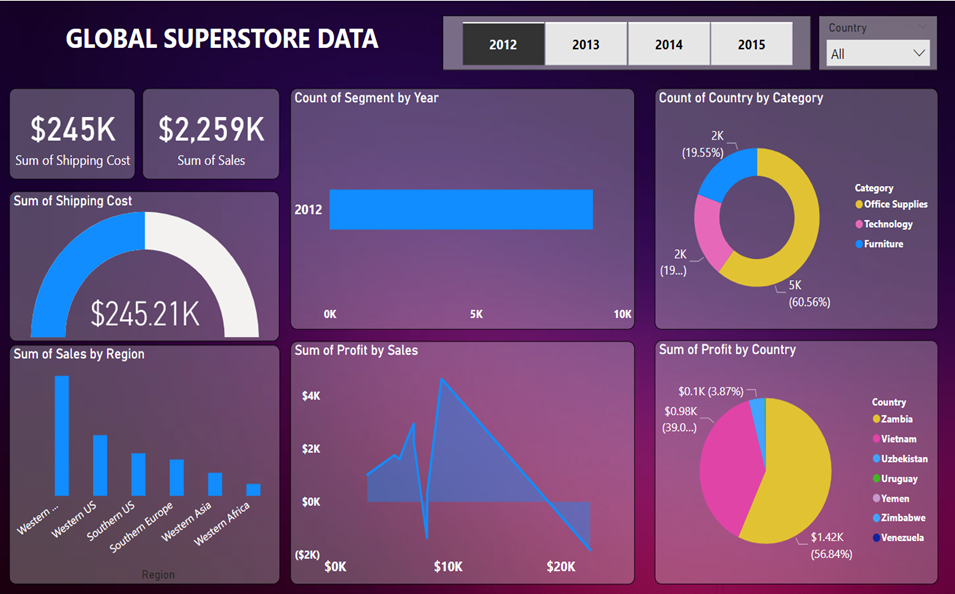 GLOBAL SUPERSTORE DATA
2012
2013
2014
2015
Country
All
$245K
Sum of Shipping Cost
$2,259K
Sum of Sales
Count of Segment by Year
2012
0K
5K
10K
Count of Country by Category
2K
(19.55%)
2K
(19...)
5K
(60.56%)
Category
Office Supplies
Technology
Furniture
Sum of Shipping Cost
$245.21K
Sum of Sales by Region
Western ...
Western US
Southern US
Southern Europe
Western Asia
Western Africa
Region
Sum of Profit by Sales
$4K
$2K
$0K
($2K)
$0K
$10K
$20K
Sum of Profit by Country
$0.1K (3.87%)
$0.98K
(39.0...)
$1.42K
(56.84%)
Country
Zambia
Vietnam
Uzbekistan
Uruguay
Yemen
Zimbabwe
Venezuela